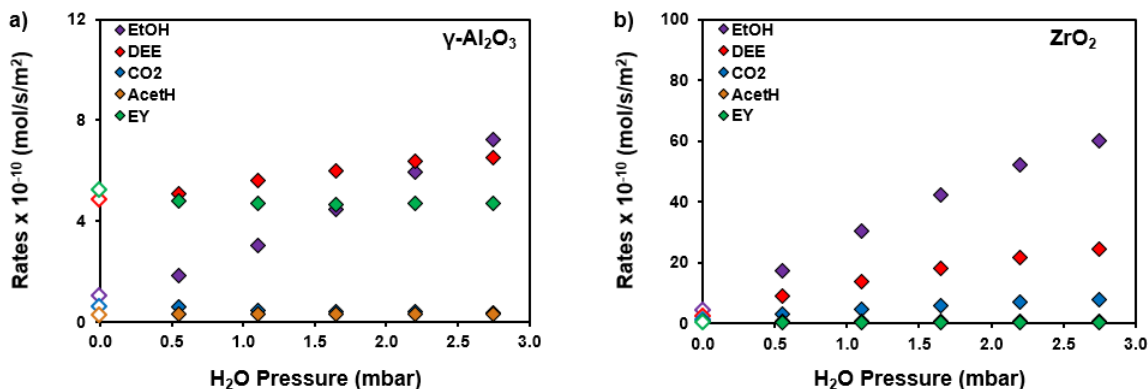 a)
γ-Al₂O₃
EtOH
DEE
CO2
AcetH
EY
12
8
4
0
0.0 0.5 1.0 1.5 2.0 2.5 3.0
H₂O Pressure (mbar)
Rates x 10⁻¹⁰ (mol/s/m²)
b)
ZrO₂
EtOH
DEE
CO2
AcetH
EY
100
80
60
40
20
0
0.0 0.5 1.0 1.5 2.0 2.5 3.0
H₂O Pressure (mbar)
Rates x 10⁻¹⁰ (mol/s/m²)